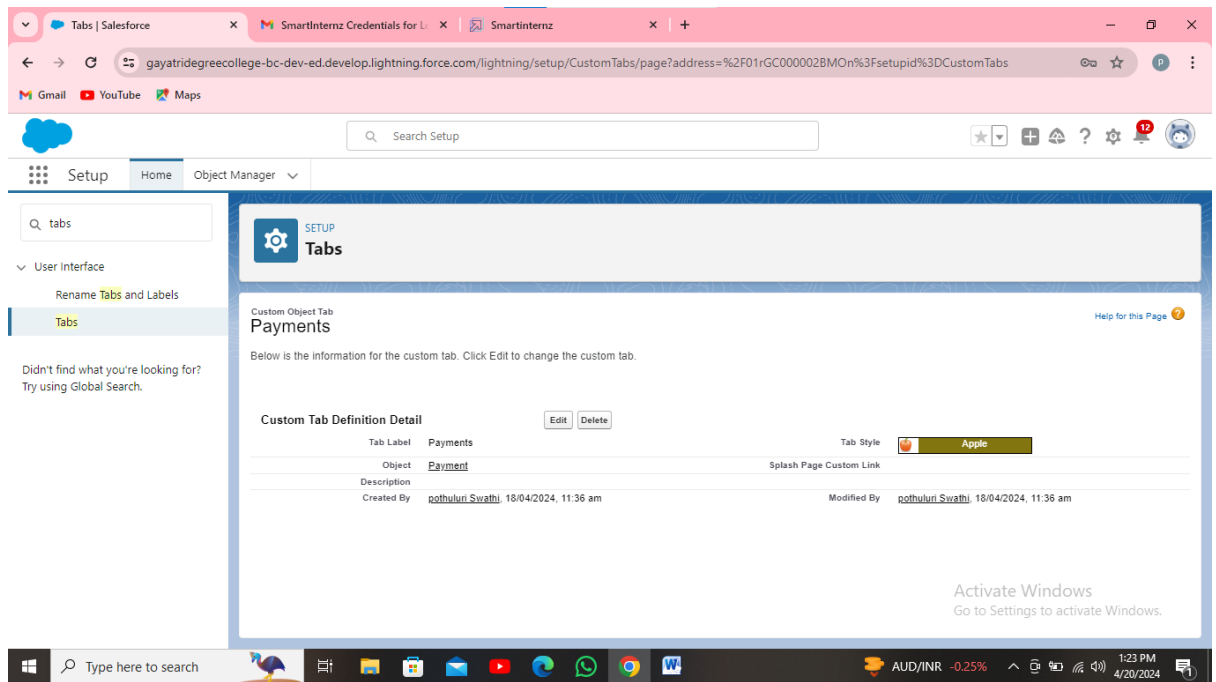 Tabs | Salesforce
SmartInternz Credentials for Lo
Smartinternz
gayatridegreecollege-bc-dev-ed.develop.lightning.force.com/lightning/setup/CustomTabs/page?address=%2F01rGC000002BMOn%3Fsetupid%3DCustomTabs
P
Gmail YouTube Maps
Search Setup
12
Setup Home Object Manager
tabs
User Interface
Rename Tabs and Labels
Tabs
Didn't find what you're looking for?
Try using Global Search.
SETUP
Tabs
Custom Object Tab
Payments
Help for this Page
Below is the information for the custom tab. Click Edit to change the custom tab.
Custom Tab Definition Detail Edit Delete
Tab Label Payments Tab Style Apple
Object Payment Splash Page Custom Link
Description
Created By pothuluri Swathi, 18/04/2024, 11:36 am Modified By pothuluri Swathi, 18/04/2024, 11:36 am
Activate Windows
Go to Settings to activate Windows.
Type here to search
AUD/INR -0.25%
1:23 PM
4/20/2024
1